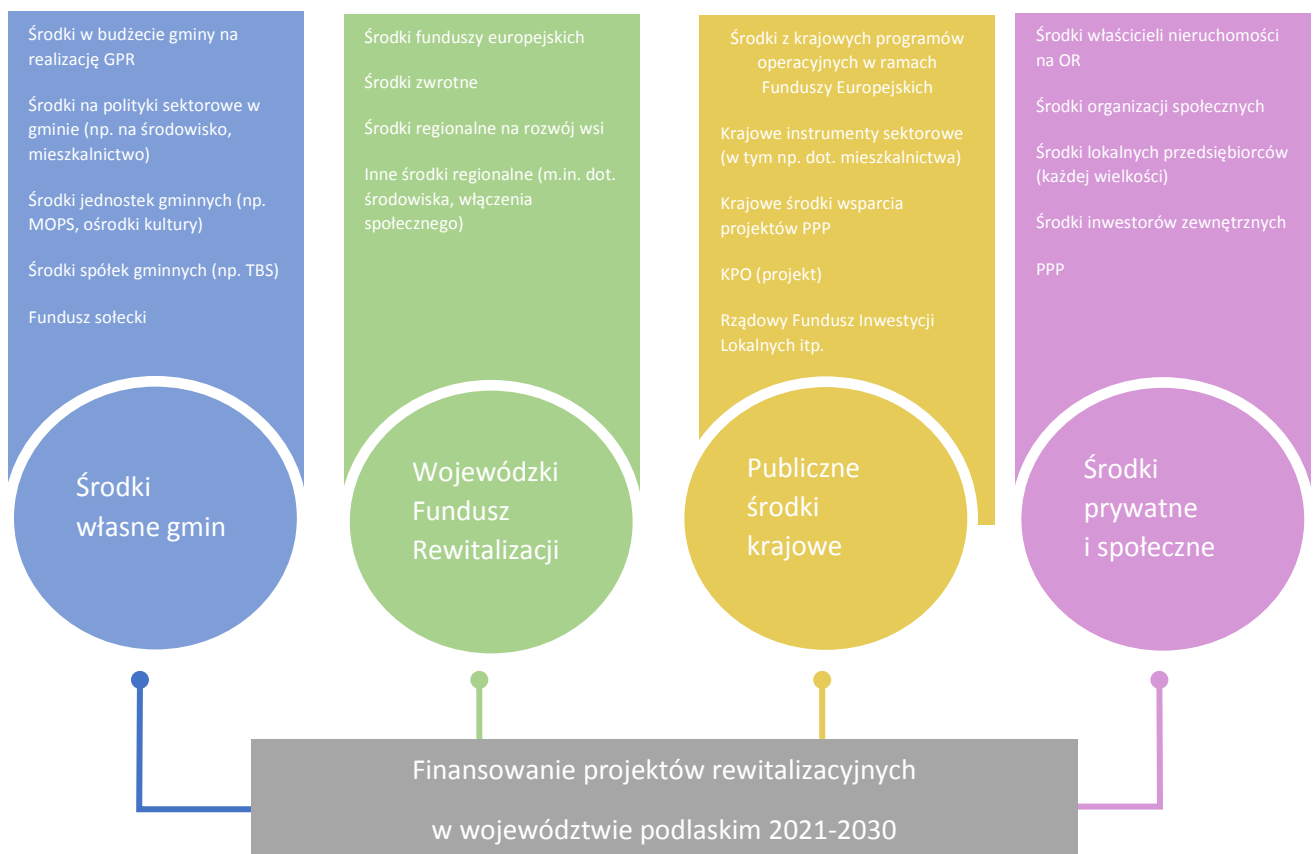 Środki w budżecie gminy na
realizację GPR
Środki na polityki sektorowe w
gminie (np. na środowisko,
mieszkalnictwo)
Środki jednostek gminnych (np.
MOPS, ośrodki kultury)
Środki spółek gminnych (np. TBS)
Fundusz sołecki
Środki
własne gmin
Środki funduszy europejskich
Środki zwrotne
Środki regionalne na rozwój wsi
Inne środki regionalne (m.in. dot.
środowiska, włączenia
społecznego)
Wojewódzki
Fundusz
Rewitalizacji
Środki z krajowych programów
operacyjnych w ramach
Funduszy Europejskich
Krajowe instrumenty sektorowe
(w tym np. dot. mieszkalnictwa)
Krajowe środki wsparcia
projektów PPP
KPO (projekt)
Rządowy Fundusz Inwestycji
Lokalnych itp.
Publiczne
środki
krajowe
Środki właścicieli nieruchomości
na OR
Środki organizacji społecznych
Środki lokalnych przedsiębiorców
(każdej wielkości)
Środki inwestorów zewnętrznych
PPP
Środki
prywatne
i społeczne
Finansowanie projektów rewitalizacyjnych
w województwie podlaskim 2021-2030